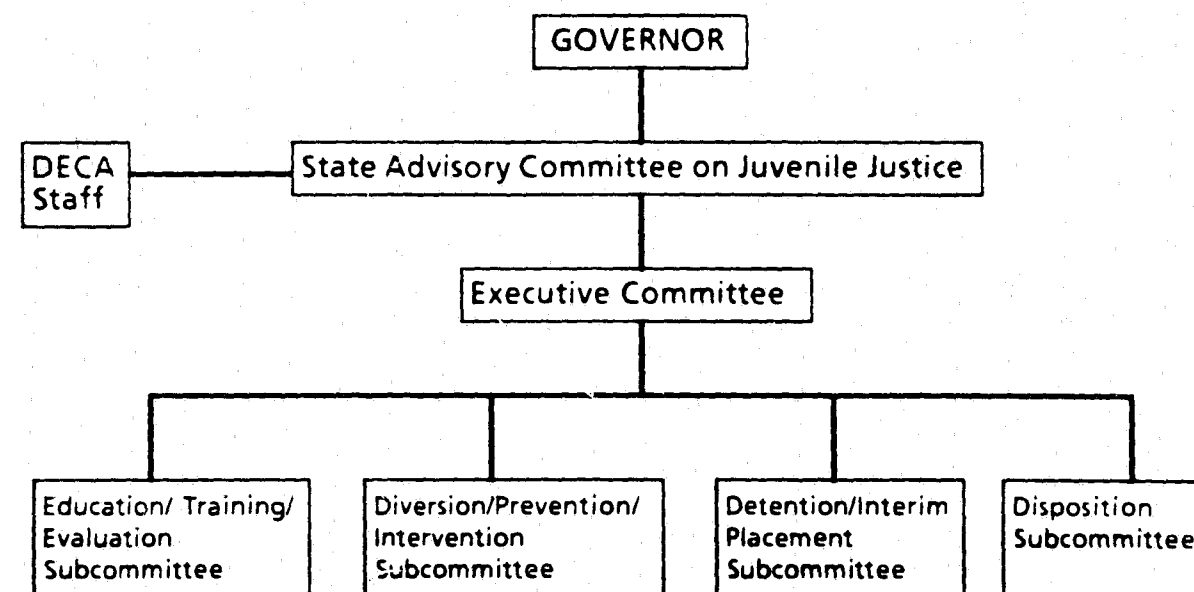 GOVERNOR
DECA
Staff
State Advisory Committee on Juvenile Justice
Executive Committee
Education/ Training/
Evaluation
Subcommittee
Diversion/Prevention/
Intervention
Subcommittee
Detention/Interim
Placement
Subcommittee
Disposition
Subcommittee